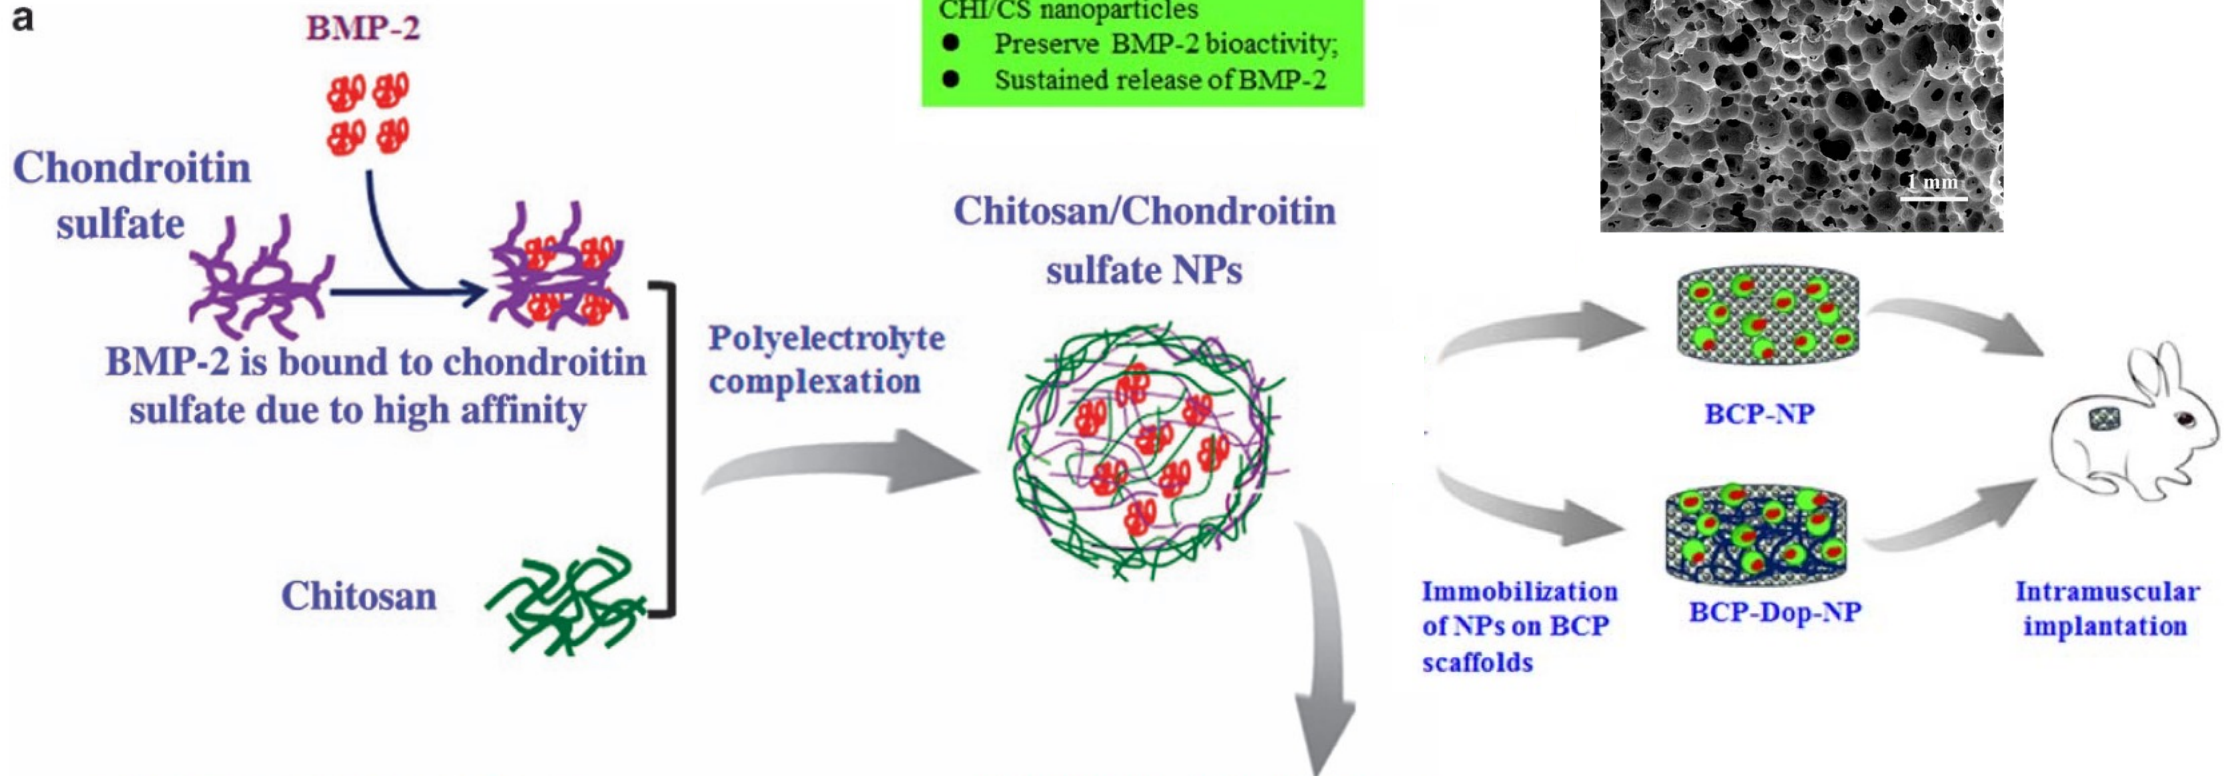 a
BMP-2
Chondroitin
sulfate
BMP-2 is bound to chondroitin
sulfate due to high affinity
Chitosan
Polyelectrolyte
complexation
CHI/CS nanoparticles
● Preserve BMP-2 bioactivity;
● Sustained release of BMP-2
Chitosan/Chondroitin
sulfate NPs
1 mm
BCP-NP
BCP-Dop-NP
Immobilization
of NPs on BCP
scaffolds
Intramuscular
implantation